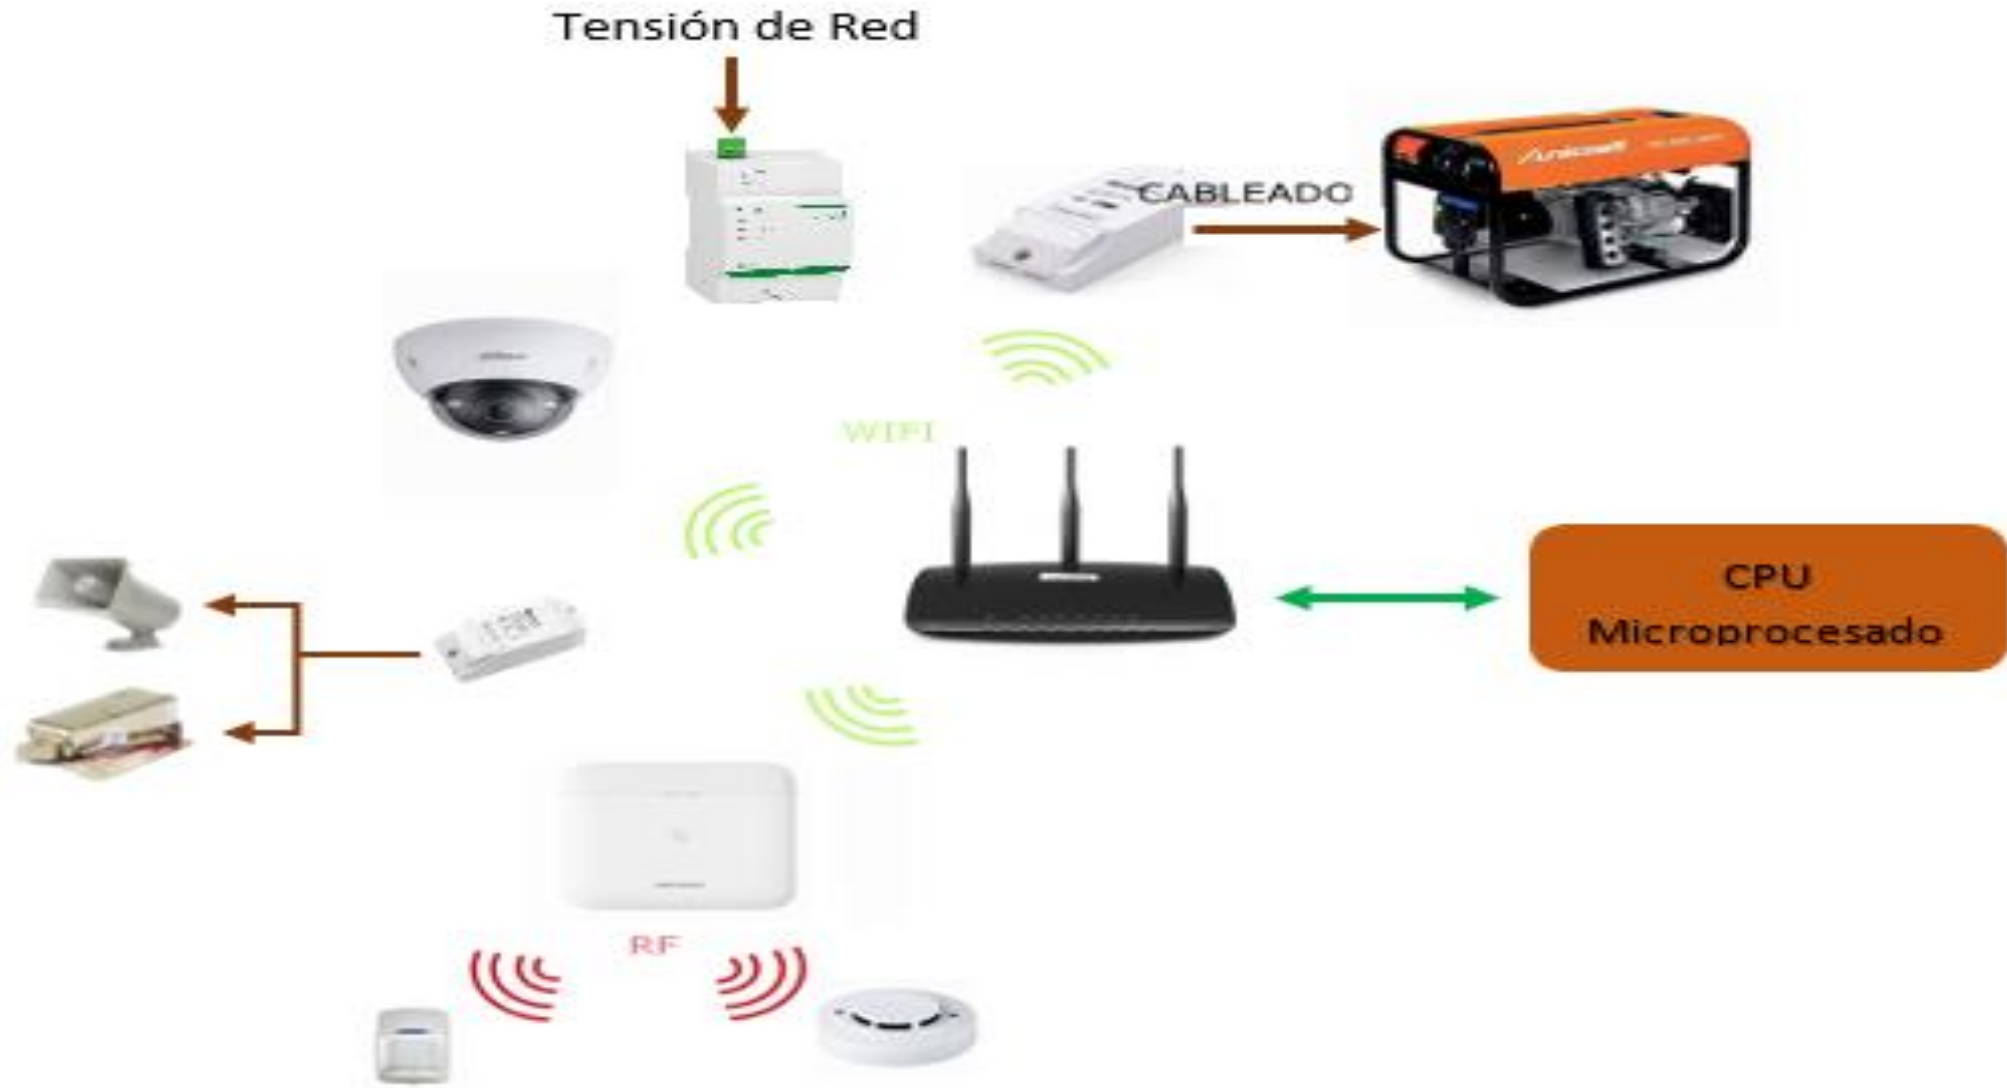 Tensión de Red
CABLEADO
WIFI
CPU
Microprocesado
RF